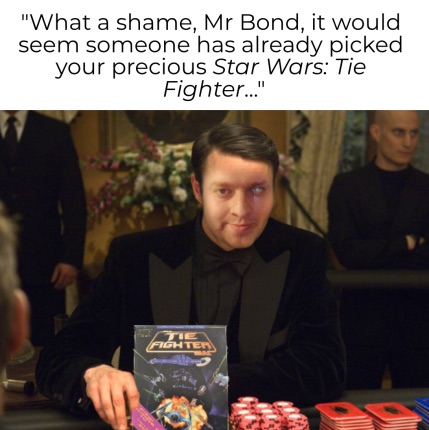 "What a shame, Mr Bond, it would
seem someone has already picked
your precious Star Wars: Tie
Fighter..."
TIE
FIGHTER